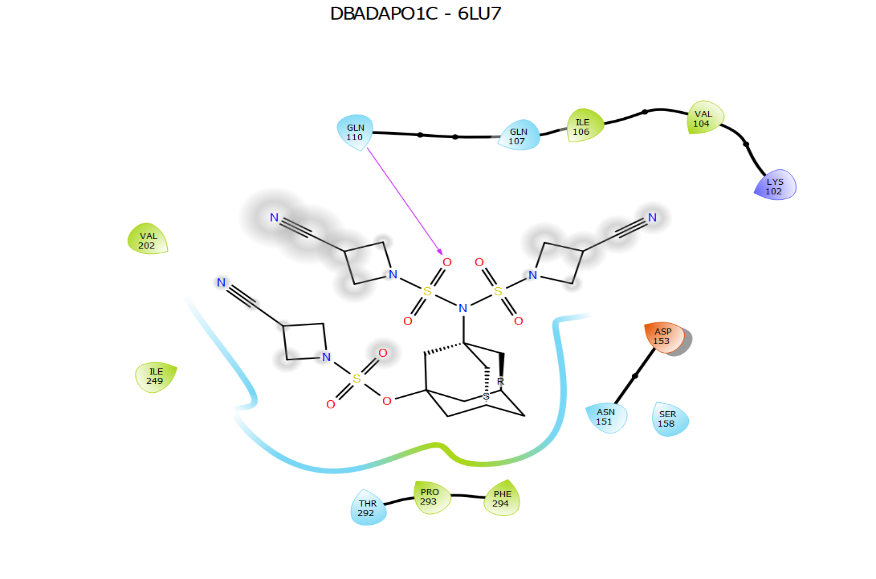 DBADAPO1C - 6LU7
GLN
110
GLN
107
ILE
106
VAL
104
LYS
102
VAL
202
N
N
N
O
O
N
N
S
S
N
O
O
N
ILE
249
N
S
O
O
O
R
S
ASP
153
ASN
151
SER
158
THR
292
PRO
293
PHE
294